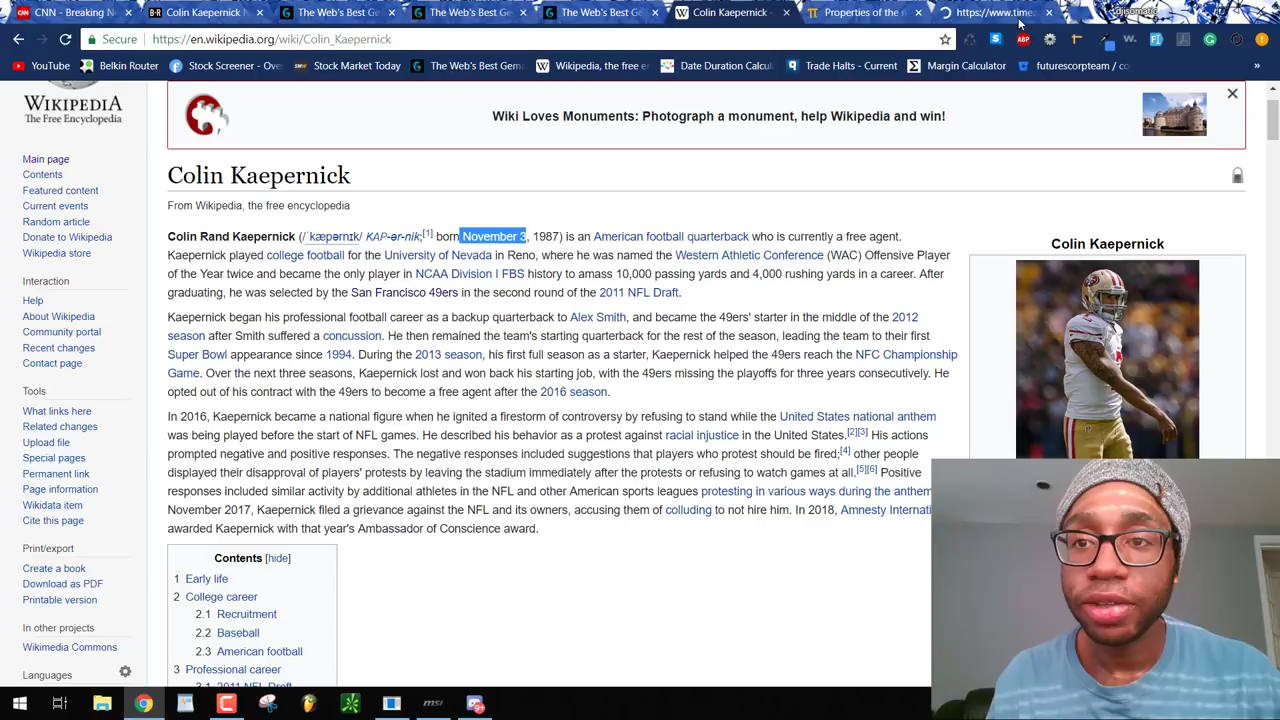 CNN - Breaking N
Colin Kaepernick N
The Web's Best Ge
The Web's Best Ge
The Web's Best Ge
Colin Kaepernick -
Properties of the n
https://www.time
djisomatic
Secure
https://en.wikipedia.org/wiki/Colin_Kaepernick
YouTube
Belkin Router
Stock Screener - Ove
Stock Market Today
The Web's Best Gem
Wikipedia, the free e
Date Duration Calcu
Trade Halts - Current
Margin Calculator
futurescorpteam / co
WIKIPEDIA
The Free Encyclopedia
Wiki Loves Monuments: Photograph a monument, help Wikipedia and win!
Main page
Contents
Featured content
Current events
Random article
Donate to Wikipedia
Wikipedia store
Interaction
Help
About Wikipedia
Community portal
Recent changes
Contact page
Tools
What links here
Related changes
Upload file
Special pages
Permanent link
Page information
Wikidata item
Cite this page
Print/export
Create a book
Download as PDF
Printable version
In other projects
Wikimedia Commons
Languages
Colin Kaepernick
From Wikipedia, the free encyclopedia
Colin Rand Kaepernick (/ˈkæpərnɪk/ KAP-ər-nik;[1] born November 3, 1987) is an American football quarterback who is currently a free agent.
Kaepernick played college football for the University of Nevada in Reno, where he was named the Western Athletic Conference (WAC) Offensive Player
of the Year twice and became the only player in NCAA Division I FBS history to amass 10,000 passing yards and 4,000 rushing yards in a career. After
graduating, he was selected by the San Francisco 49ers in the second round of the 2011 NFL Draft.
Kaepernick began his professional football career as a backup quarterback to Alex Smith, and became the 49ers' starter in the middle of the 2012
season after Smith suffered a concussion. He then remained the team's starting quarterback for the rest of the season, leading the team to their first
Super Bowl appearance since 1994. During the 2013 season, his first full season as a starter, Kaepernick helped the 49ers reach the NFC Championship
Game. Over the next three seasons, Kaepernick lost and won back his starting job, with the 49ers missing the playoffs for three years consecutively. He
opted out of his contract with the 49ers to become a free agent after the 2016 season.
In 2016, Kaepernick became a national figure when he ignited a firestorm of controversy by refusing to stand while the United States national anthem
was being played before the start of NFL games. He described his behavior as a protest against racial injustice in the United States.[2][3] His actions
prompted negative and positive responses. The negative responses included suggestions that players who protest should be fired;[4] other people
displayed their disapproval of players' protests by leaving the stadium immediately after the protests or refusing to watch games at all.[5][6] Positive
responses included similar activity by additional athletes in the NFL and other American sports leagues protesting in various ways during the anthem
November 2017, Kaepernick filed a grievance against the NFL and its owners, accusing them of colluding to not hire him. In 2018, Amnesty Internati
awarded Kaepernick with that year's Ambassador of Conscience award.
Contents [hide]
1 Early life
2 College career
2.1 Recruitment
2.2 Baseball
2.3 American football
3 Professional career
3.1 2011 NFL Draft
Colin Kaepernick